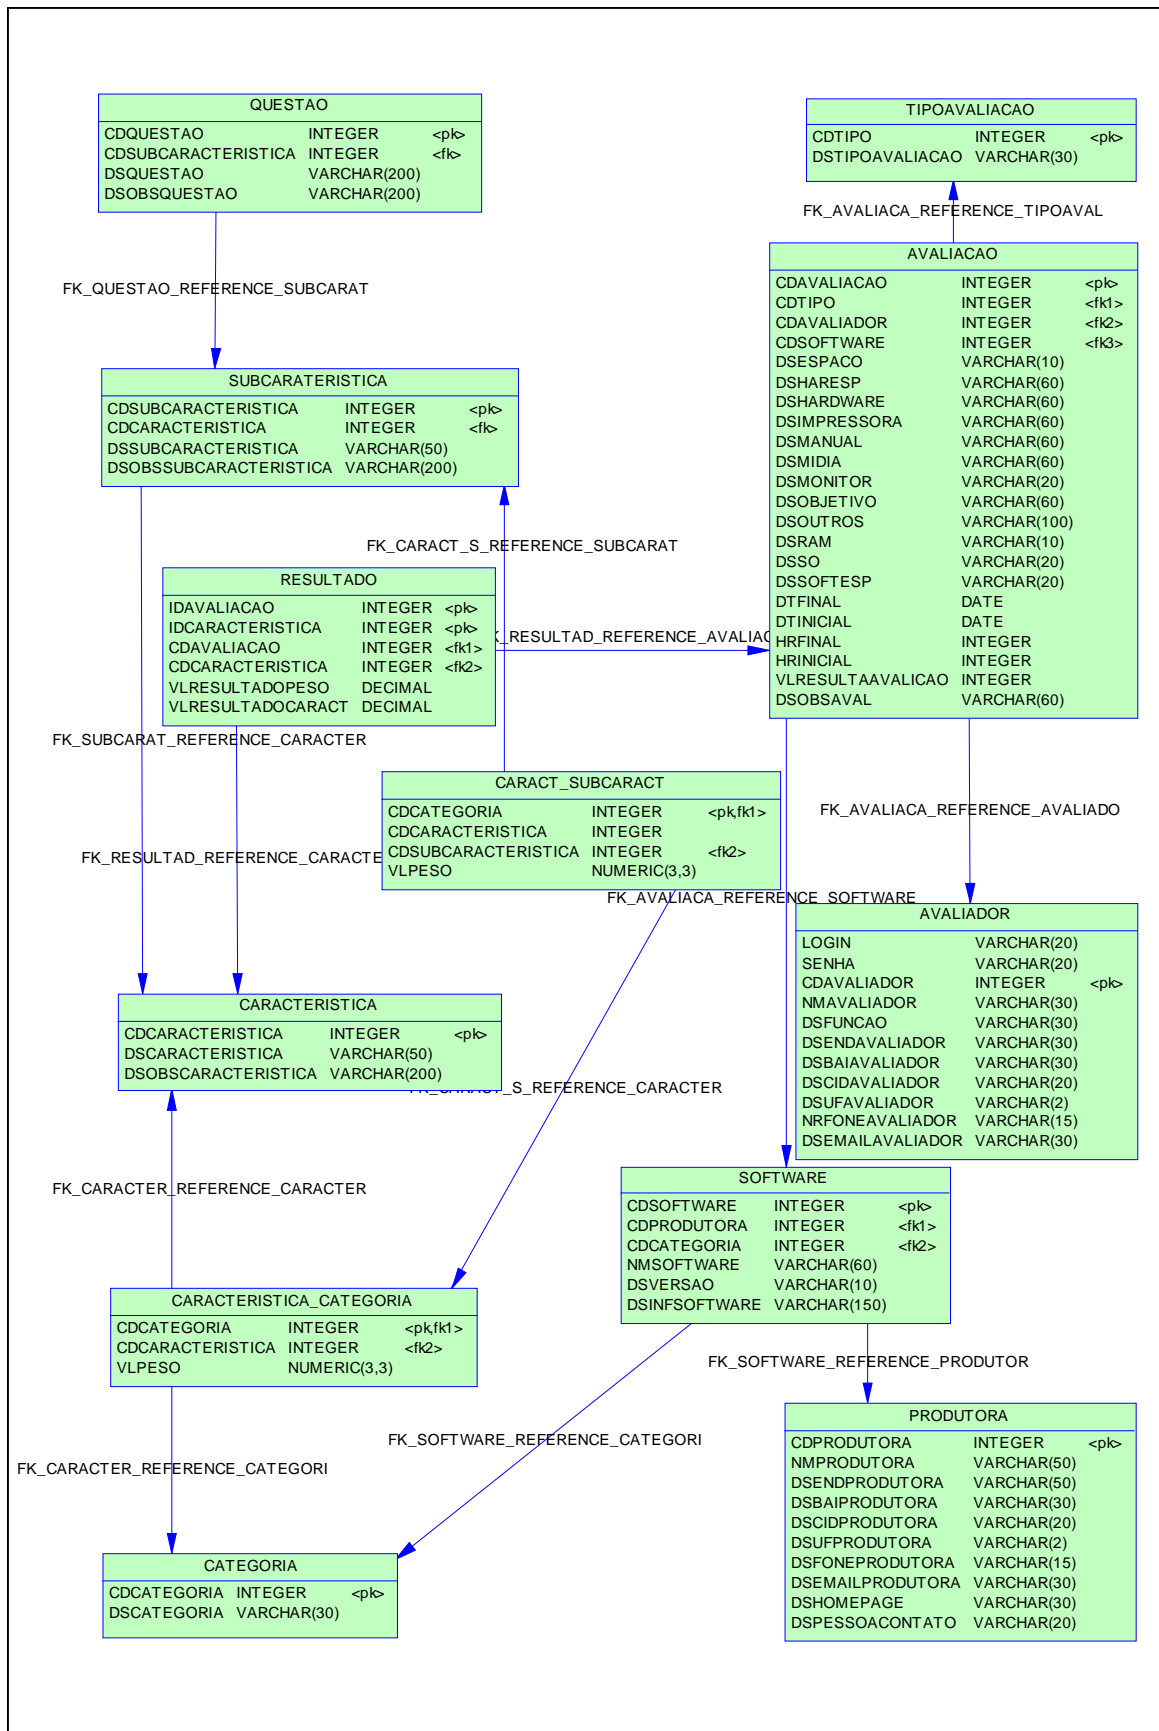 QUESTAO
CDQUESTAO INTEGER <pk>
CDSUBCARACTERISTICA INTEGER <fk>
DSQUESTAO VARCHAR(200)
DSOBSQUESTAO VARCHAR(200)
TIPOAVALIACAO
CDTIPO INTEGER <pk>
DSTIPOAVALIACAO VARCHAR(30)
FK_AVALIACA_REFERENCE_TIPOAVAL
FK_QUESTAO_REFERENCE_SUBCARAT
AVALIACAO
CDAVALIACAO INTEGER <pk>
CDTIPO INTEGER <fk1>
CDAVALIADOR INTEGER <fk2>
CDSOFTWARE INTEGER <fk3>
DSESPACO VARCHAR(10)
DSHARESP VARCHAR(60)
DSHARDWARE VARCHAR(60)
DSIMPRESSORA VARCHAR(60)
DSMANUAL VARCHAR(60)
DSMIDIA VARCHAR(60)
DSMONITOR VARCHAR(20)
DSOBJETIVO VARCHAR(60)
DSOUTROS VARCHAR(100)
DSRAM VARCHAR(10)
DSSO VARCHAR(20)
DSSOFTESP VARCHAR(20)
DTFINAL DATE
DTINICIAL DATE
HRFINAL INTEGER
HRINICIAL INTEGER
VLRESULTAAVALICAO INTEGER
DSOBSAVAL VARCHAR(60)
SUBCARATERISTICA
CDSUBCARACTERISTICA INTEGER <pk>
CDCARACTERISTICA INTEGER <fk>
DSSUBCARACTERISTICA VARCHAR(50)
DSOBSSUBCARACTERISTICA VARCHAR(200)
FK_CARACT_S_REFERENCE_SUBCARAT
RESULTADO
IDAVALIACAO INTEGER <pk>
IDCARACTERISTICA INTEGER <pk>
CDAVALIACAO INTEGER <fk1>
CDCARACTERISTICA INTEGER <fk2>
VLRESULTADOPESO DECIMAL
VLRESULTADOCARACT DECIMAL
K_RESULTAD_REFERENCE_AVALIAC
FK_SUBCARAT_REFERENCE_CARACTER
CARACT_SUBCARACT
CDCATEGORIA INTEGER <pk,fk1>
CDCARACTERISTICA INTEGER
CDSUBCARACTERISTICA INTEGER <fk2>
VLPESO NUMERIC(3,3)
FK_RESULTAD_REFERENCE_CARACTE
FK_AVALIACA_REFERENCE_AVALIADO
FK_AVALIACA_REFERENCE_SOFTWARE
AVALIADOR
LOGIN VARCHAR(20)
SENHA VARCHAR(20)
CDAVALIADOR INTEGER <pk>
NMAVALIADOR VARCHAR(30)
DSFUNCAO VARCHAR(30)
DSENDAVALIADOR VARCHAR(30)
DSBAIAVALIADOR VARCHAR(30)
DSCIDAVALIADOR VARCHAR(20)
DSUFAVALIADOR VARCHAR(2)
NRFONEAVALIADOR VARCHAR(15)
DSEMAILAVALIADOR VARCHAR(30)
CARACTERISTICA
CDCARACTERISTICA INTEGER <pk>
DSCARACTERISTICA VARCHAR(50)
DSOBSCARACTERISTICA VARCHAR(200)
FK_CARACT_S_REFERENCE_CARACTER
FK_CARACTER_REFERENCE_CARACTER
SOFTWARE
CDSOFTWARE INTEGER <pk>
CDPRODUTORA INTEGER <fk1>
CDCATEGORIA INTEGER <fk2>
NMSOFTWARE VARCHAR(60)
DSVERSAO VARCHAR(10)
DSINFSOFTWARE VARCHAR(150)
CARACTERISTICA_CATEGORIA
CDCATEGORIA INTEGER <pk,fk1>
CDCARACTERISTICA INTEGER <fk2>
VLPESO NUMERIC(3,3)
FK_SOFTWARE_REFERENCE_PRODUTOR
FK_SOFTWARE_REFERENCE_CATEGORI
FK_CARACTER_REFERENCE_CATEGORI
PRODUTORA
CDPRODUTORA INTEGER <pk>
NMPRODUTORA VARCHAR(50)
DSENDPRODUTORA VARCHAR(50)
DSBAIPRODUTORA VARCHAR(30)
DSCIDPRODUTORA VARCHAR(20)
DSUFPRODUTORA VARCHAR(2)
DSFONEPRODUTORA VARCHAR(15)
DSEMAILPRODUTORA VARCHAR(30)
DSHOMEPAGE VARCHAR(30)
DSPESSOACONTATO VARCHAR(20)
CATEGORIA
CDCATEGORIA INTEGER <pk>
DSCATEGORIA VARCHAR(30)